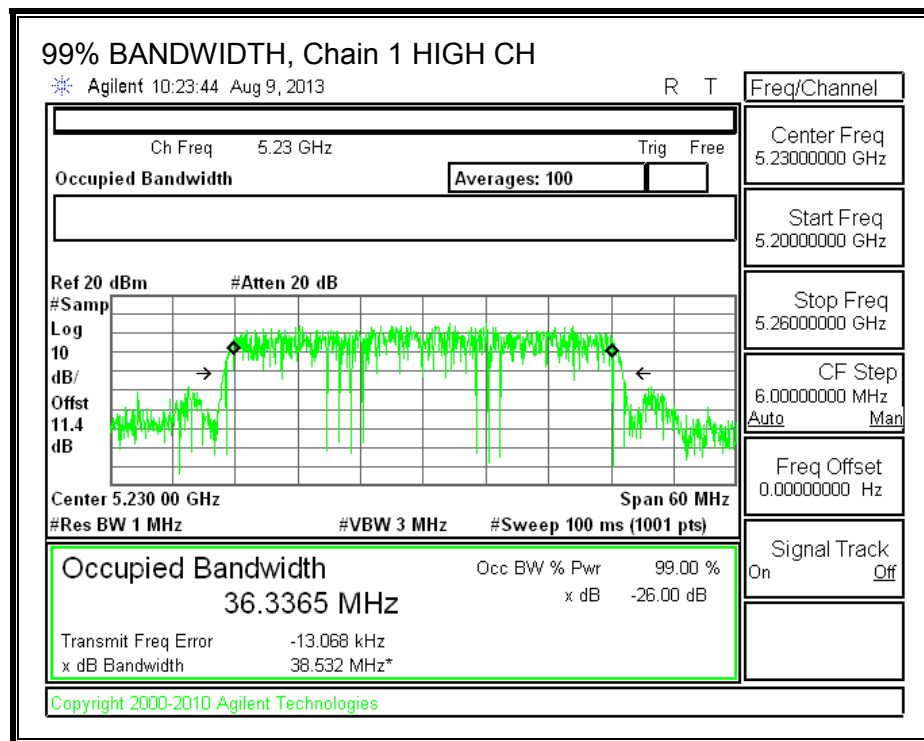 99% BANDWIDTH, Chain 1 HIGH CH
Agilent 10:23:44 Aug 9, 2013 R T
Freq/Channel
Ch Freq 5.23 GHz Trig Free
Occupied Bandwidth Averages: 100
Center Freq
5.23000000 GHz
Start Freq
5.20000000 GHz
Ref 20 dBm #Atten 20 dB
#Samp
Log
10
dB/
Offst
11.4
dB
Stop Freq
5.26000000 GHz
CF Step
6.00000000 MHz
Auto Man
Freq Offset
0.00000000 Hz
Center 5.230 00 GHz Span 60 MHz
#Res BW 1 MHz #VBW 3 MHz #Sweep 100 ms (1001 pts)
Signal Track
On Off
Occupied Bandwidth Occ BW % Pwr 99.00 %
36.3365 MHz x dB -26.00 dB
Transmit Freq Error -13.068 kHz
x dB Bandwidth 38.532 MHz*
Copyright 2000-2010 Agilent Technologies